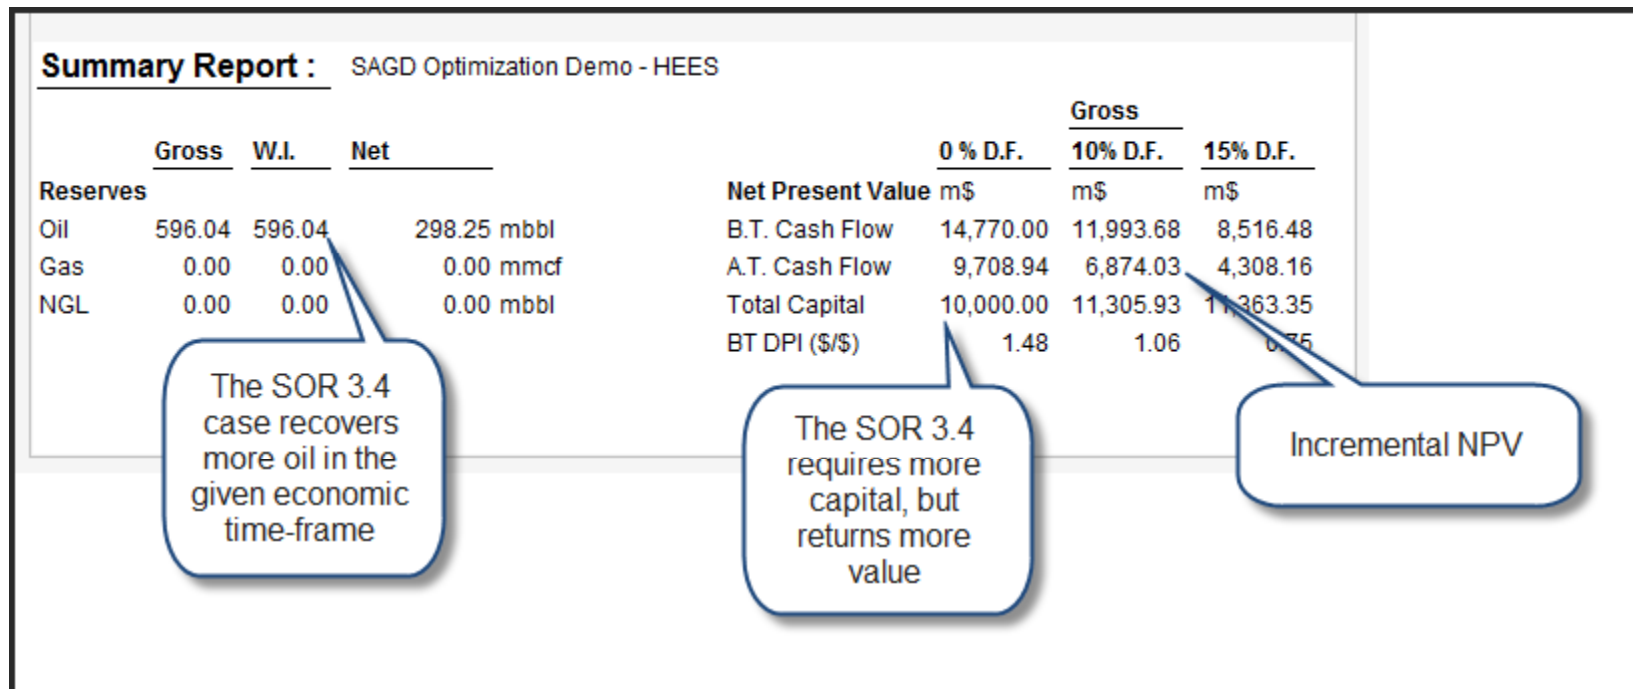 Summary Report : SAGD Optimization Demo - HEES
Gross
Gross W.I. Net 0 % D.F. 10% D.F. 15% D.F.
Reserves Net Present Value m$ m$ m$
Oil 596.04 596.04 298.25 mbbl B.T. Cash Flow 14,770.00 11,993.68 8,516.48
Gas 0.00 0.00 0.00 mmcf A.T. Cash Flow 9,708.94 6,874.03 4,308.16
NGL 0.00 0.00 0.00 mbbl Total Capital 10,000.00 11,305.93 11,363.35
BT DPI ($/$) 1.48 1.06 0.75
The SOR 3.4
case recovers
more oil in the
given economic
time-frame
The SOR 3.4
requires more
capital, but
returns more
value
Incremental NPV